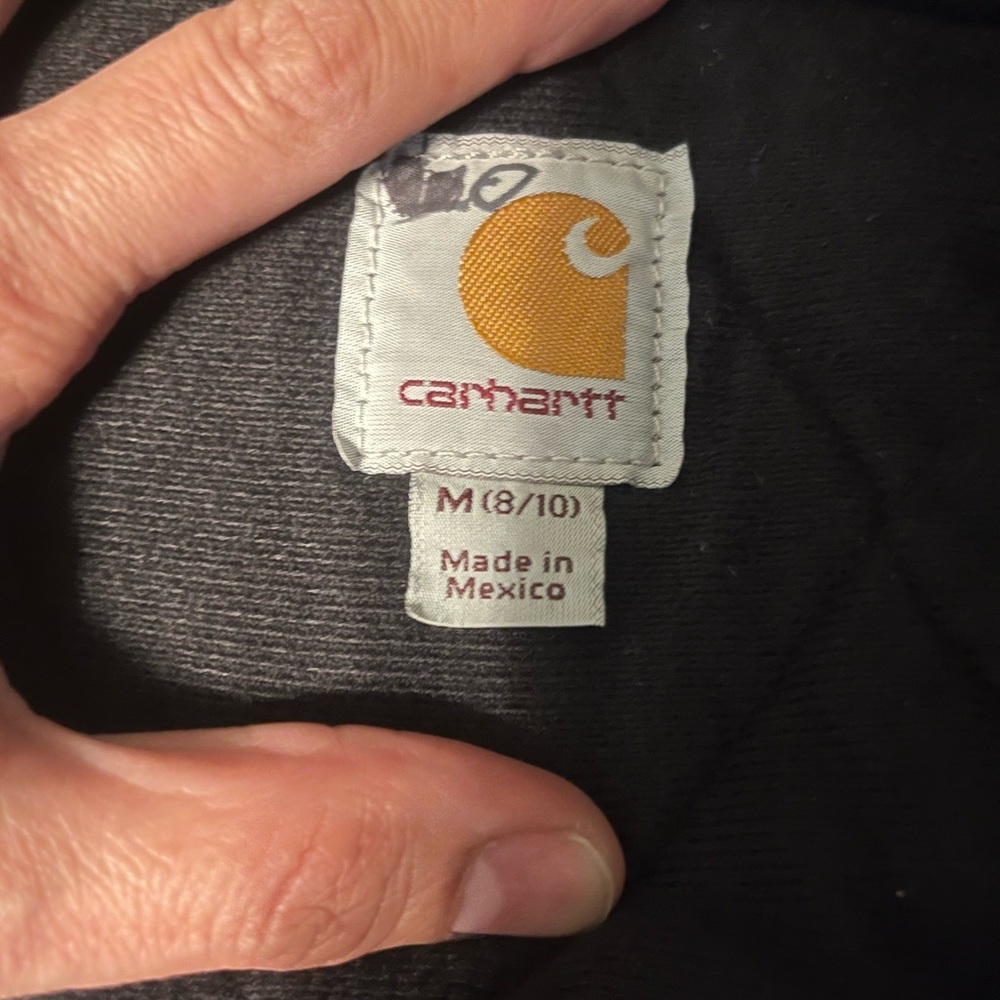 carhartt
M (8/10)
Made in
Mexico